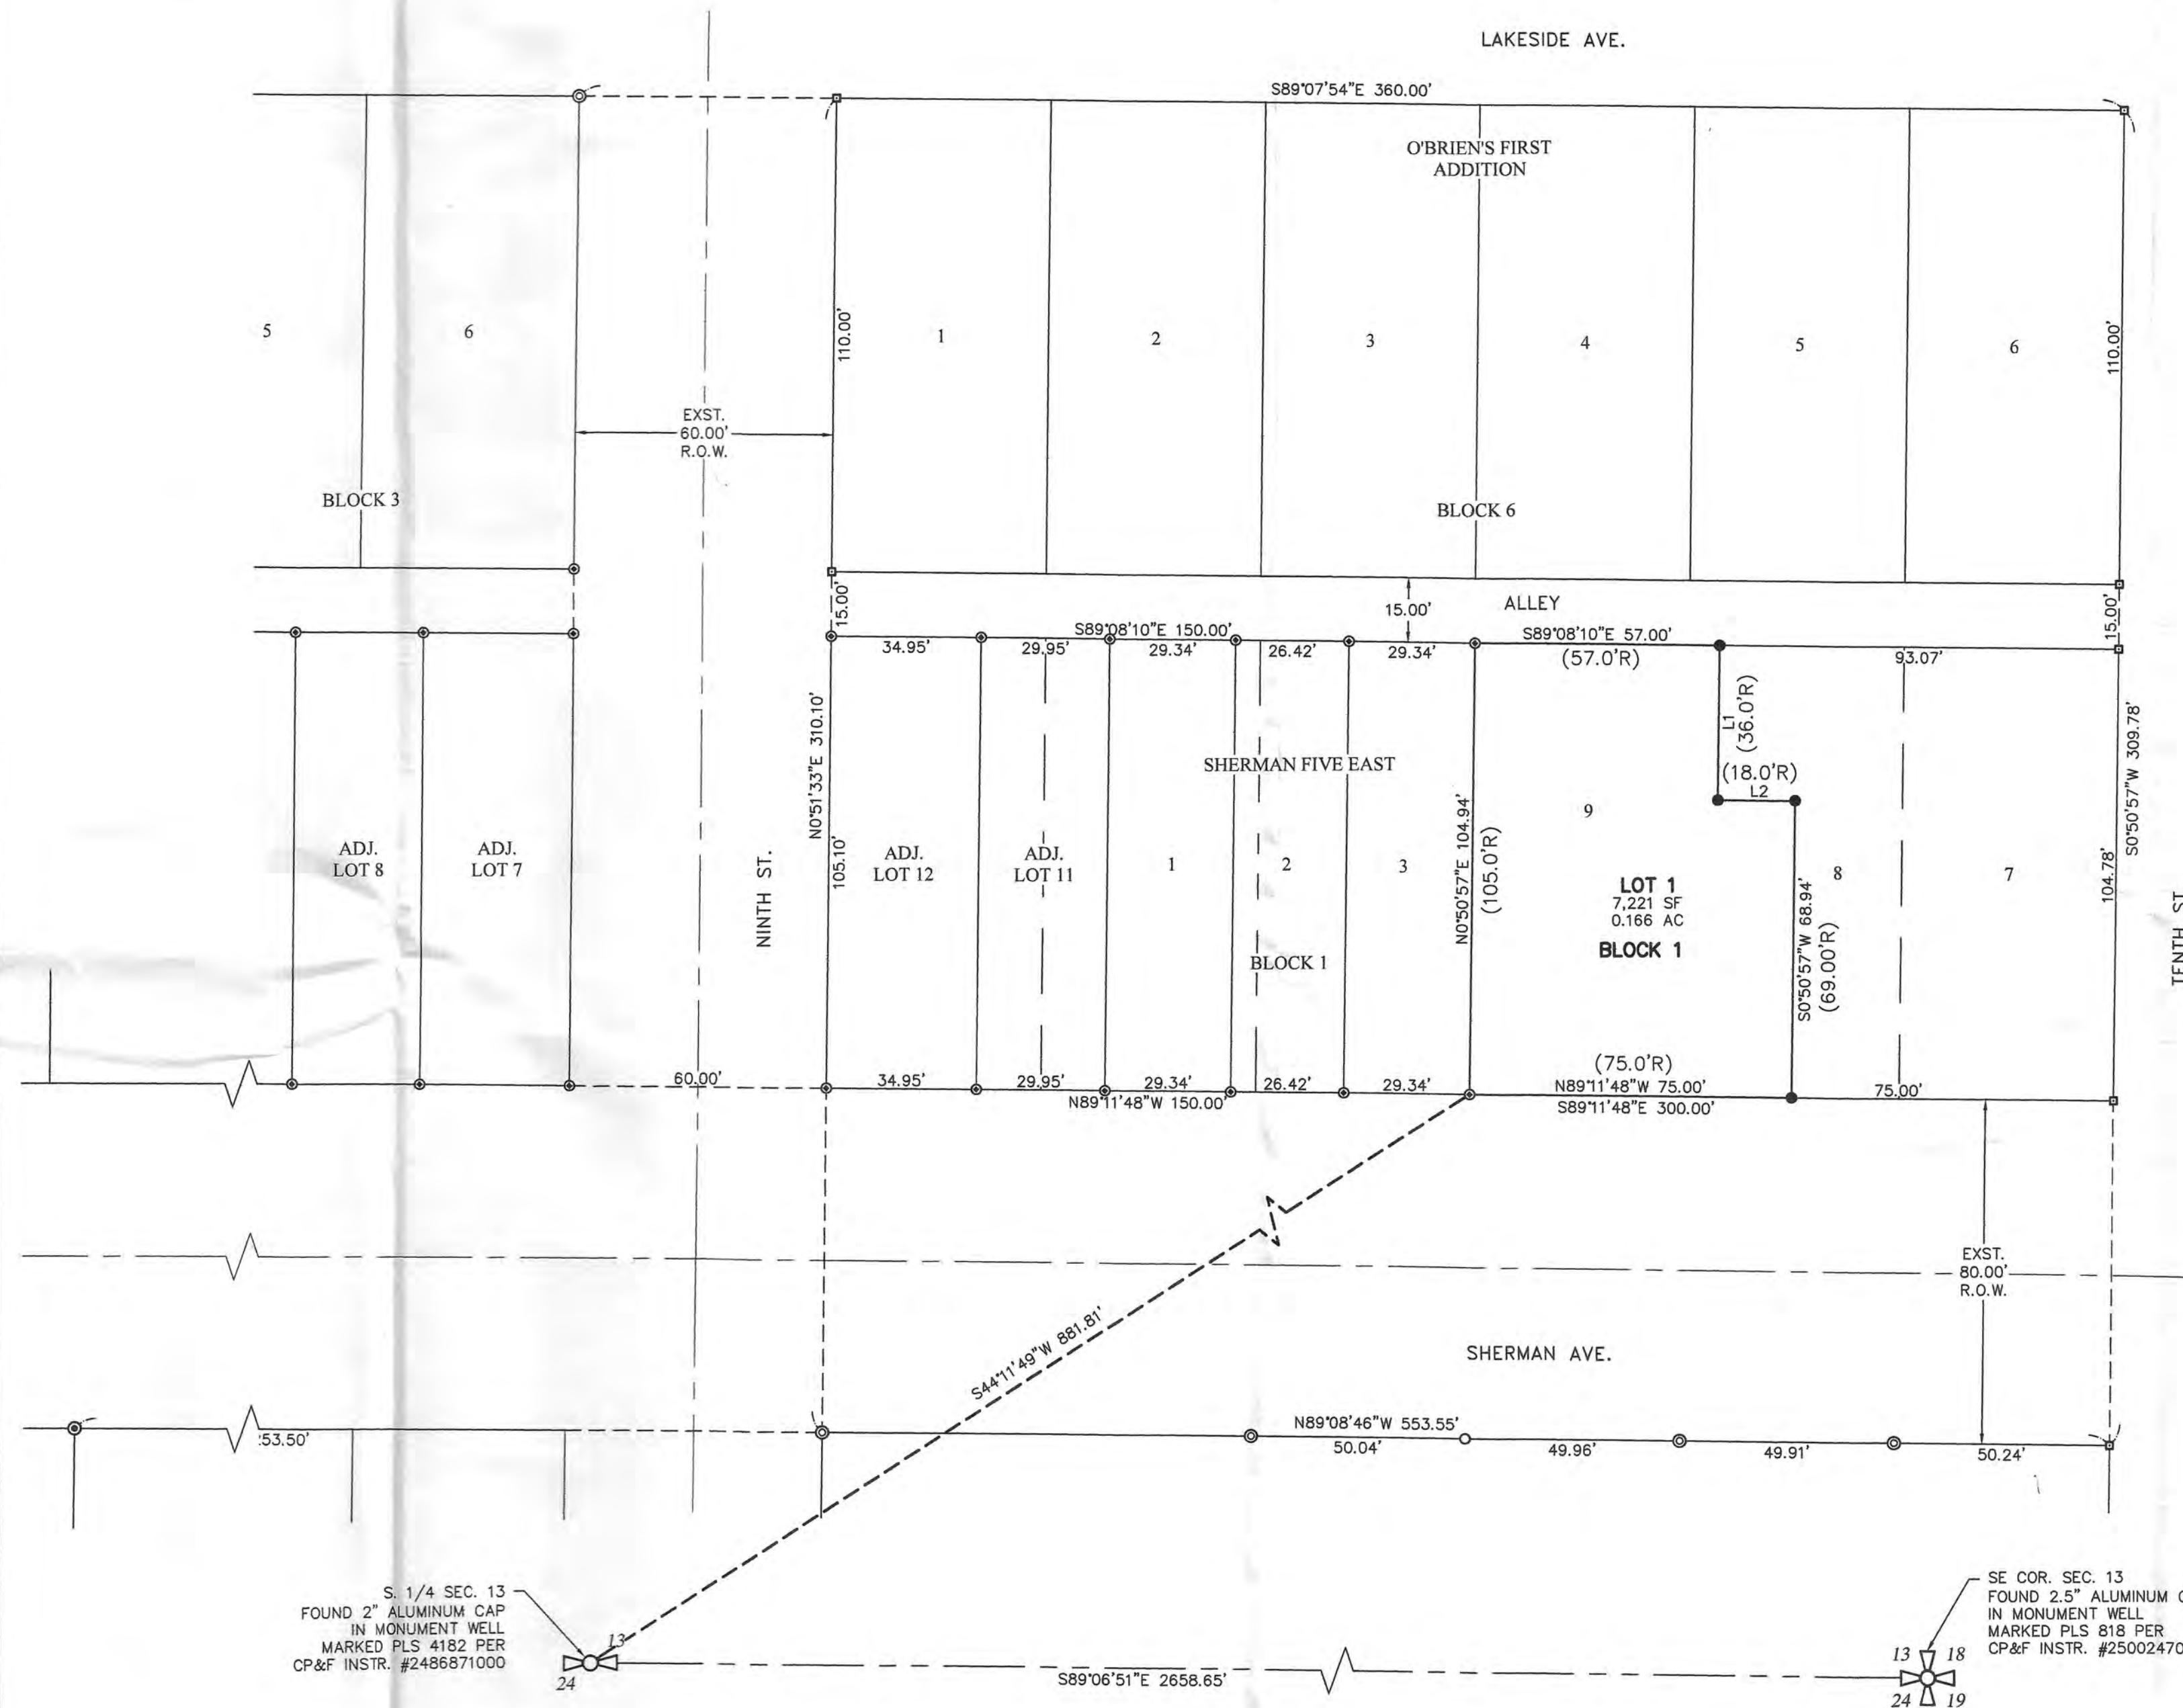 LAKESIDE AVE.
S89°07'54"E 360.00'
O'BRIEN'S FIRST
ADDITION
5
6
1
2
3
4
5
6
110.00'
110.00'
EXST.
60.00'
R.O.W.
BLOCK 3
BLOCK 6
15.00'
15.00'
ALLEY
15.00'
S89°08'10"E 150.00'
S89°08'10"E 57.00'
34.95'
29.95'
29.34'
26.42'
29.34'
(57.0'R)
93.07'
L1
(36.0'R)
(18.0'R)
L2
N0°51'33"E 310.10'
105.10'
SHERMAN FIVE EAST
N0°50'57"E 104.94'
(105.0'R)
9
S0°50'57"W 309.78'
104.78'
ADJ.
LOT 8
ADJ.
LOT 7
NINTH ST.
ADJ.
LOT 12
ADJ.
LOT 11
1
2
3
LOT 1
7,221 SF
0.166 AC
BLOCK 1
8
7
TENTH ST.
BLOCK 1
S0°50'57"W 68.94'
(69.00'R)
60.00'
34.95'
29.95'
29.34'
26.42'
29.34'
N89°11'48"W 150.00'
(75.0'R)
N89°11'48"W 75.00'
S89°11'48"E 300.00'
75.00'
EXST.
80.00'
R.O.W.
S44°11'49"W 881.81'
SHERMAN AVE.
53.50'
N89°08'46"W 553.55'
50.04'
49.96'
49.91'
50.24'
S. 1/4 SEC. 13
FOUND 2" ALUMINUM CAP
IN MONUMENT WELL
MARKED PLS 4182 PER
CP&F INSTR. #2486871000
13
24
S89°06'51"E 2658.65'
SE COR. SEC. 13
FOUND 2.5" ALUMINUM C
IN MONUMENT WELL
MARKED PLS 818 PER
CP&F INSTR. #25002470
13 18
24 19